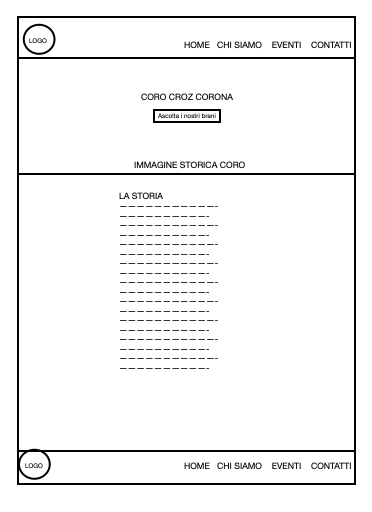 LOGO
HOME CHI SIAMO EVENTI CONTATTI
CORO CROZ CORONA
Ascolta i nostri brani
IMMAGINE STORICA CORO
LA STORIA
LOGO
HOME CHI SIAMO EVENTI CONTATTI